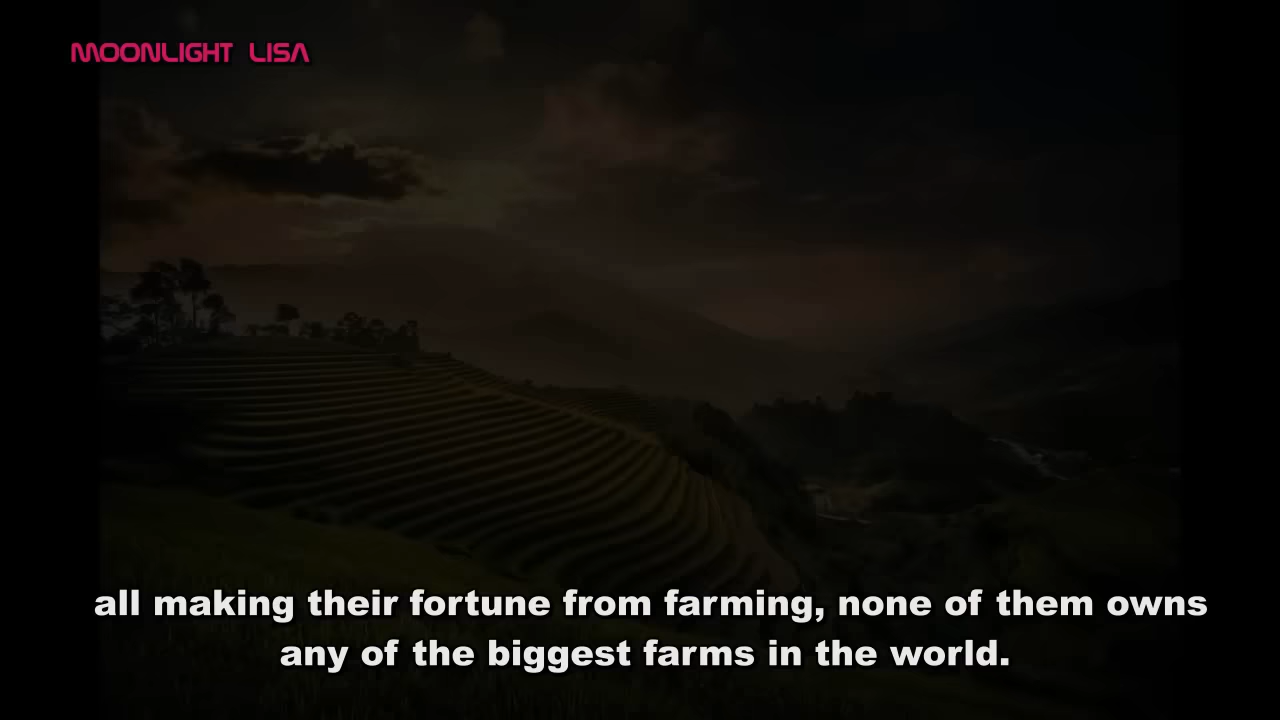 MOONLIGHT LISA
all making their fortune from farming, none of them owns
any of the biggest farms in the world.